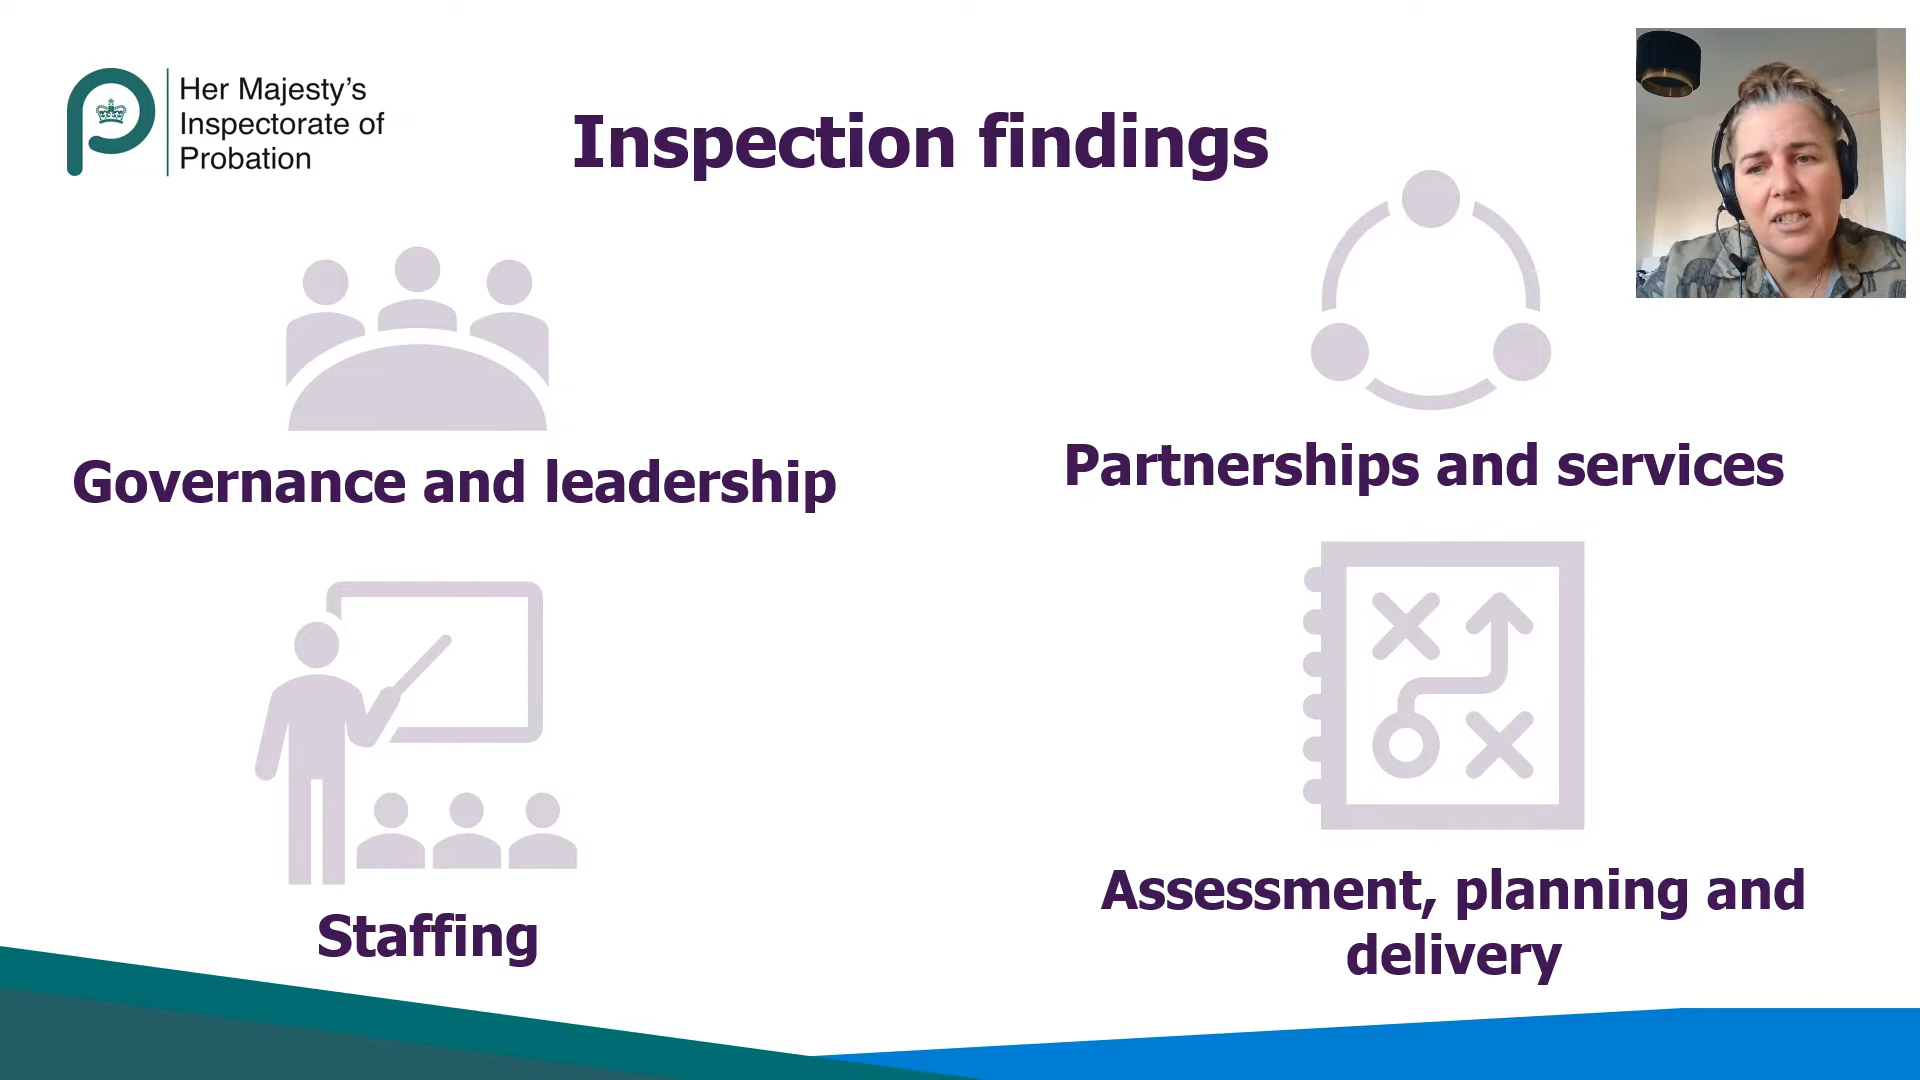 Her Majesty's
Inspectorate of
Probation
Inspection findings
Governance and leadership
Partnerships and services
Staffing
Assessment, planning and
delivery